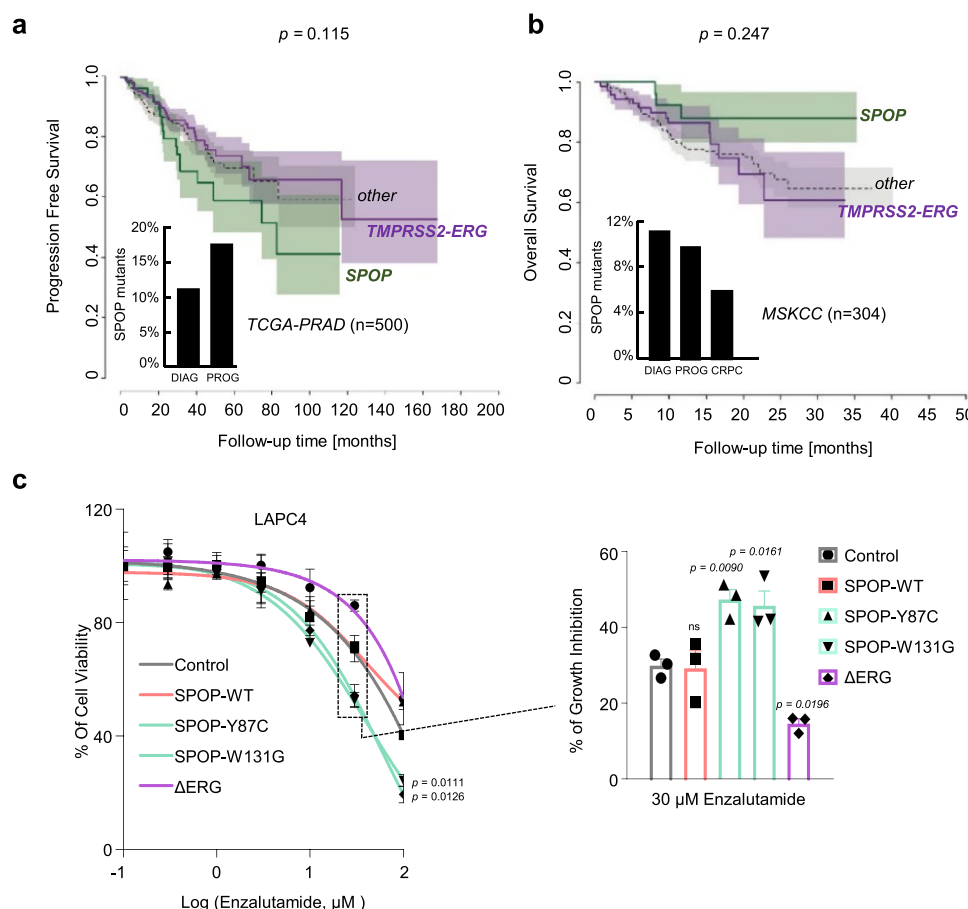 a
p = 0.115
Progression Free Survival
1.0
0.8
0.6
0.4
0.2
0
other
TMPRSS2-ERG
SPOP
20%
15%
10%
5%
0%
SPOP mutants
DIAG PROG
TCGA-PRAD (n=500)
0 20 40 60 80 100 120 140 160 180 200
Follow-up time [months]
b
p = 0.247
Overall Survival
1.0
0.8
0.6
0.4
0.2
0
SPOP
other
TMPRSS2-ERG
12%
8%
4%
0%
SPOP mutants
DIAG PROG CRPC
MSKCC (n=304)
0 5 10 15 20 25 30 35 40 45 50
Follow-up time [months]
c
LAPC4
% Of Cell Viability
120
80
40
0
Control
SPOP-WT
SPOP-Y87C
SPOP-W131G
ΔERG
p = 0.0111
p = 0.0126
-1 0 1 2
Log (Enzalutamide, µM )
% of Growth Inhibition
60
40
20
0
ns
p = 0.0090
p = 0.0161
p = 0.0196
30 µM Enzalutamide
Control
SPOP-WT
SPOP-Y87C
SPOP-W131G
ΔERG